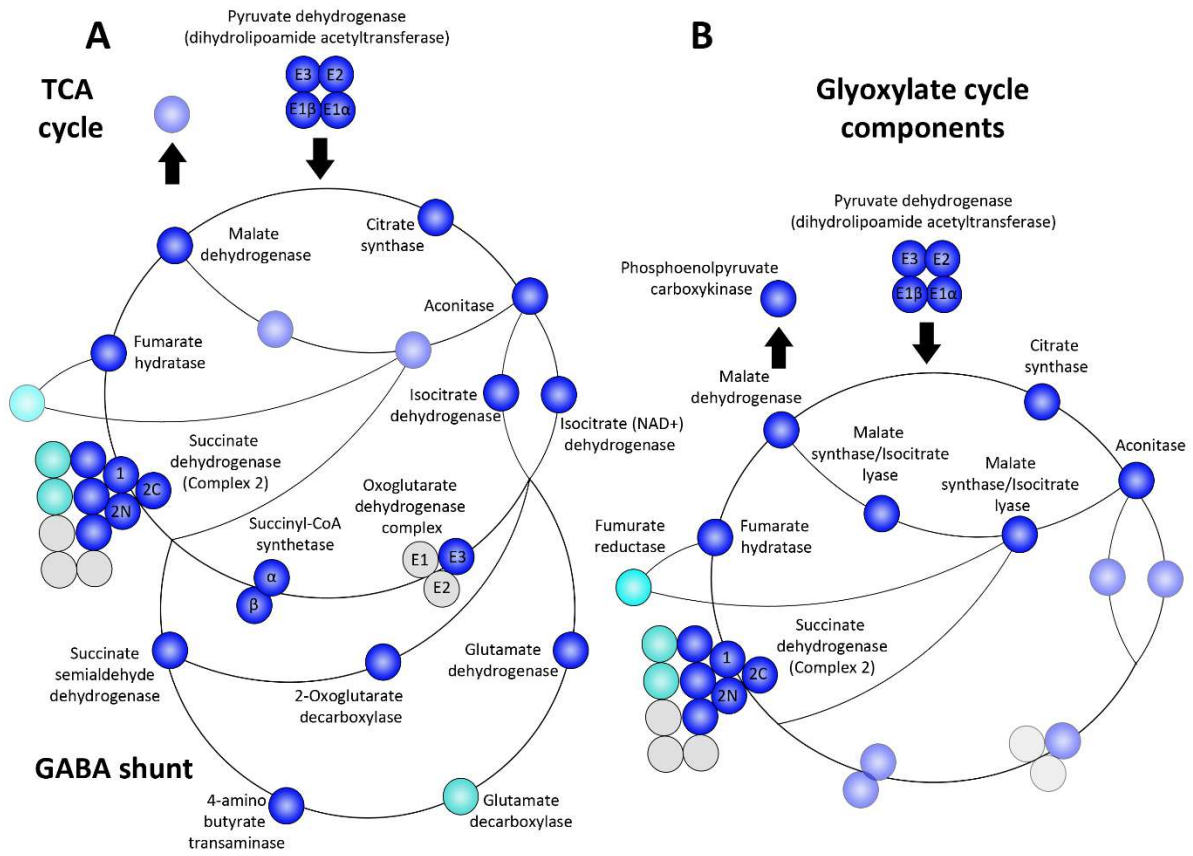 A
Pyruvate dehydrogenase
(dihydrolipoamide acetyltransferase)
E3 E2
E1β E1α
TCA
cycle
Malate
dehydrogenase
Citrate
synthase
Aconitase
Fumarate
hydratase
Isocitrate
dehydrogenase
Isocitrate (NAD+)
dehydrogenase
Succinate
dehydrogenase
(Complex 2)
1
2C
2N
Oxoglutarate
dehydrogenase
complex
E1 E3
E2
Succinyl-CoA
synthetase
α
β
Succinate
semialdehyde
dehydrogenase
2-Oxoglutarate
decarboxylase
Glutamate
dehydrogenase
GABA shunt
4-amino
butyrate
transaminase
Glutamate
decarboxylase
B
Glyoxylate cycle
components
Pyruvate dehydrogenase
(dihydrolipoamide acetyltransferase)
E3 E2
E1β E1α
Phosphoenolpyruvate
carboxykinase
Citrate
synthase
Malate
dehydrogenase
Malate
synthase/Isocitrate
lyase
Malate
synthase/Isocitrate
lyase
Aconitase
Fumurate
reductase
Fumarate
hydratase
Succinate
dehydrogenase
(Complex 2)
1
2C
2N